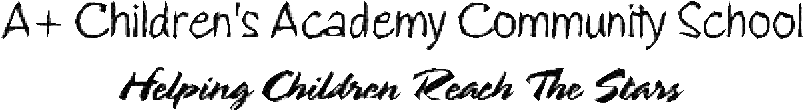 A+ Children's Academy Community School
Helping Children Reach The Stars